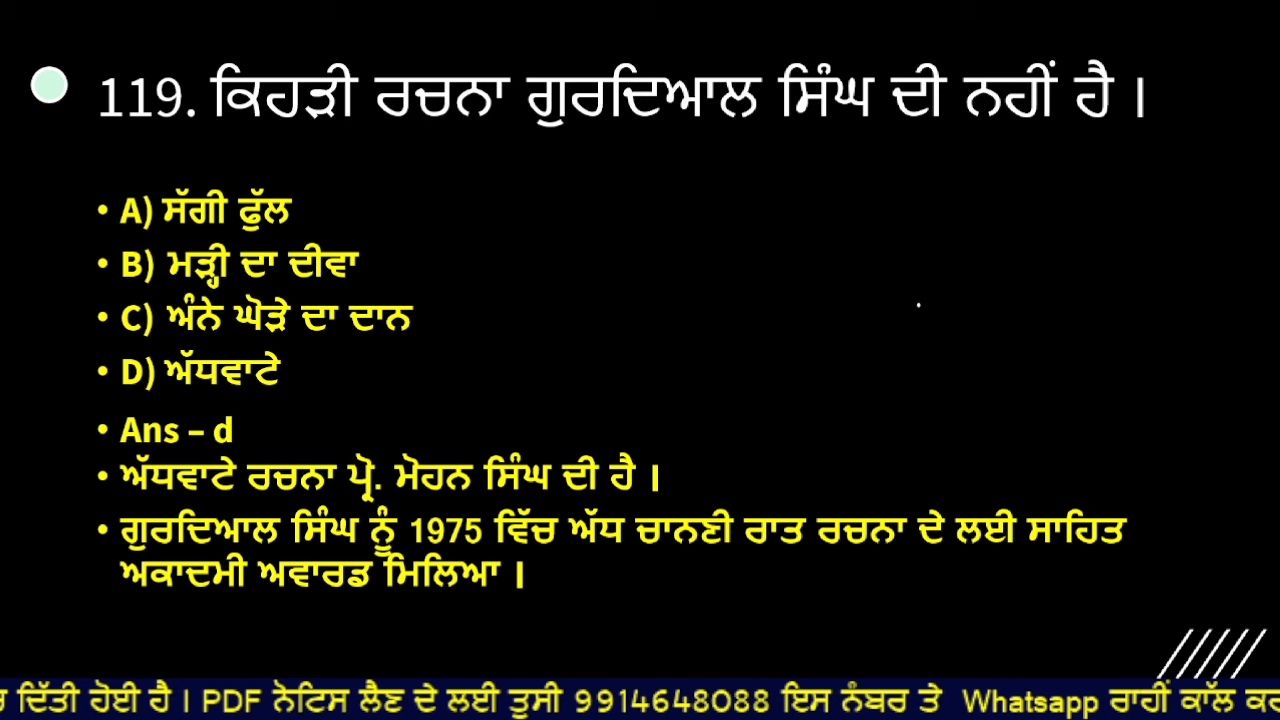 119. ਕਿਹੜੀ ਰਚਨਾ ਗੁਰਦਿਆਲ ਸਿੰਘ ਦੀ ਨਹੀਂ ਹੈ ।
• A) ਸੱਗੀ ਫੁੱਲ
• B) ਮੜ੍ਹੀ ਦਾ ਦੀਵਾ
• C) ਅੰਨੇ ਘੋੜੇ ਦਾ ਦਾਨ
• D) ਅੱਧਵਾਟੇ
• Ans – d
• ਅੱਧਵਾਟੇ ਰਚਨਾ ਪ੍ਰੋ. ਮੋਹਨ ਸਿੰਘ ਦੀ ਹੈ ।
• ਗੁਰਦਿਆਲ ਸਿੰਘ ਨੂੰ 1975 ਵਿੱਚ ਅੱਧ ਚਾਨਣੀ ਰਾਤ ਰਚਨਾ ਦੇ ਲਈ ਸਾਹਿਤ
ਅਕਾਦਮੀ ਅਵਾਰਡ ਮਿਲਿਆ ।
ਦਿੱਤੀ ਹੋਈ ਹੈ । PDF ਨੋਟਿਸ ਲੈਣ ਦੇ ਲਈ ਤੁਸੀ 9914648088 ਇਸ ਨੰਬਰ ਤੇ Whatsapp ਰਾਹੀਂ ਕਾੱਲ